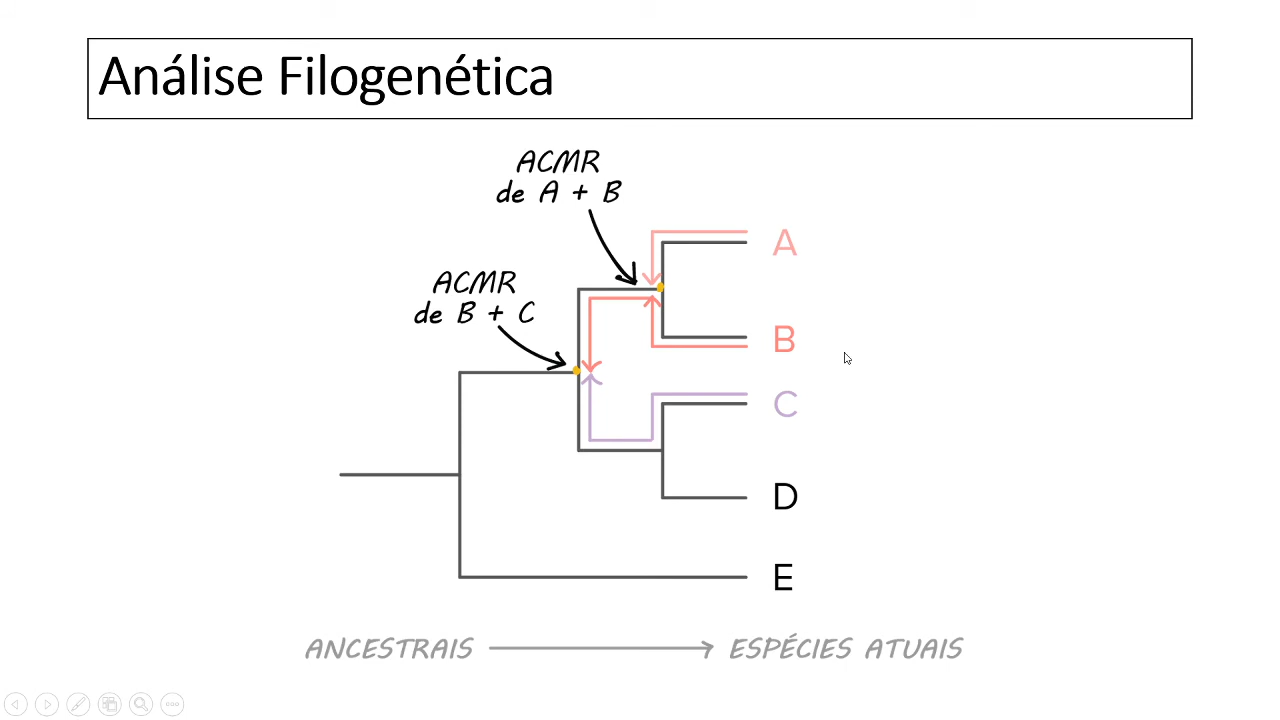 Análise Filogenética
ACMR
de A + B
A
ACMR
de B + C
B
C
D
E
ANCESTRAIS
ESPÉCIES ATUAIS